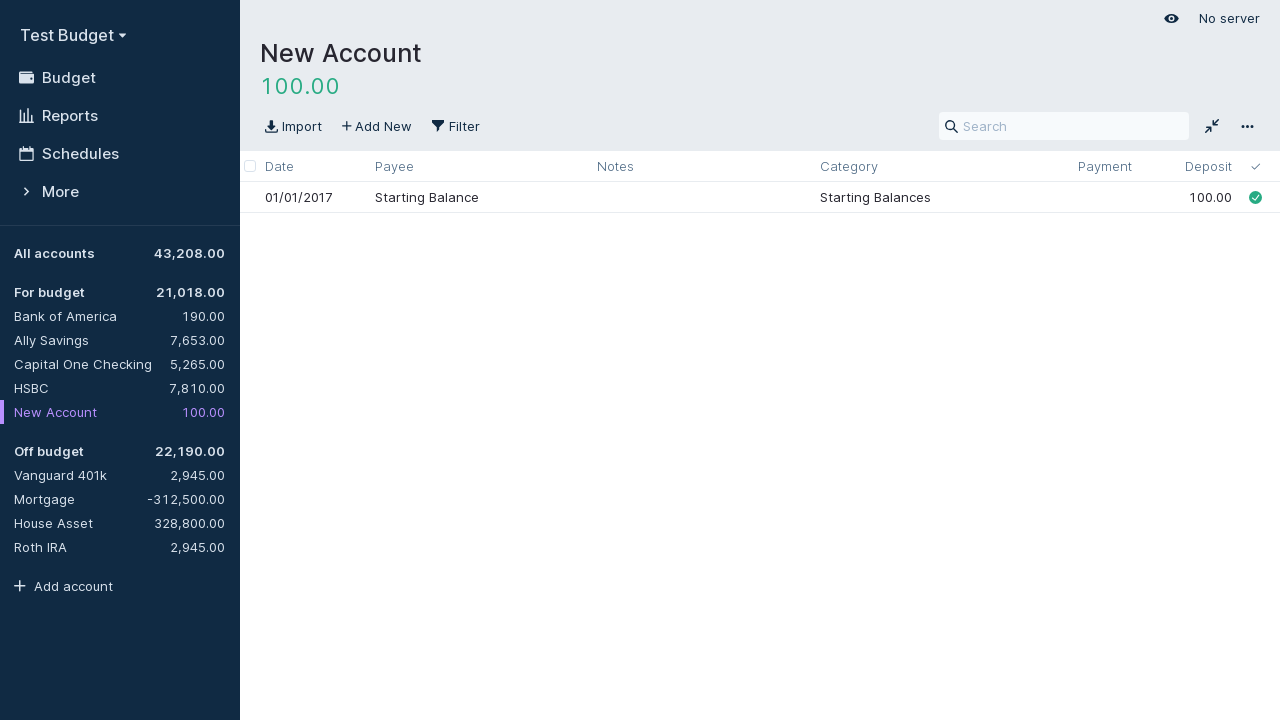 Test Budget
Budget
Reports
Schedules
More
All accounts 43,208.00
For budget 21,018.00
Bank of America 190.00
Ally Savings 7,653.00
Capital One Checking 5,265.00
HSBC 7,810.00
New Account 100.00
Off budget 22,190.00
Vanguard 401k 2,945.00
Mortgage -312,500.00
House Asset 328,800.00
Roth IRA 2,945.00
Add account
No server
New Account
100.00
Import Add New Filter Search
Date Payee Notes Category Payment Deposit
01/01/2017 Starting Balance Starting Balances 100.00